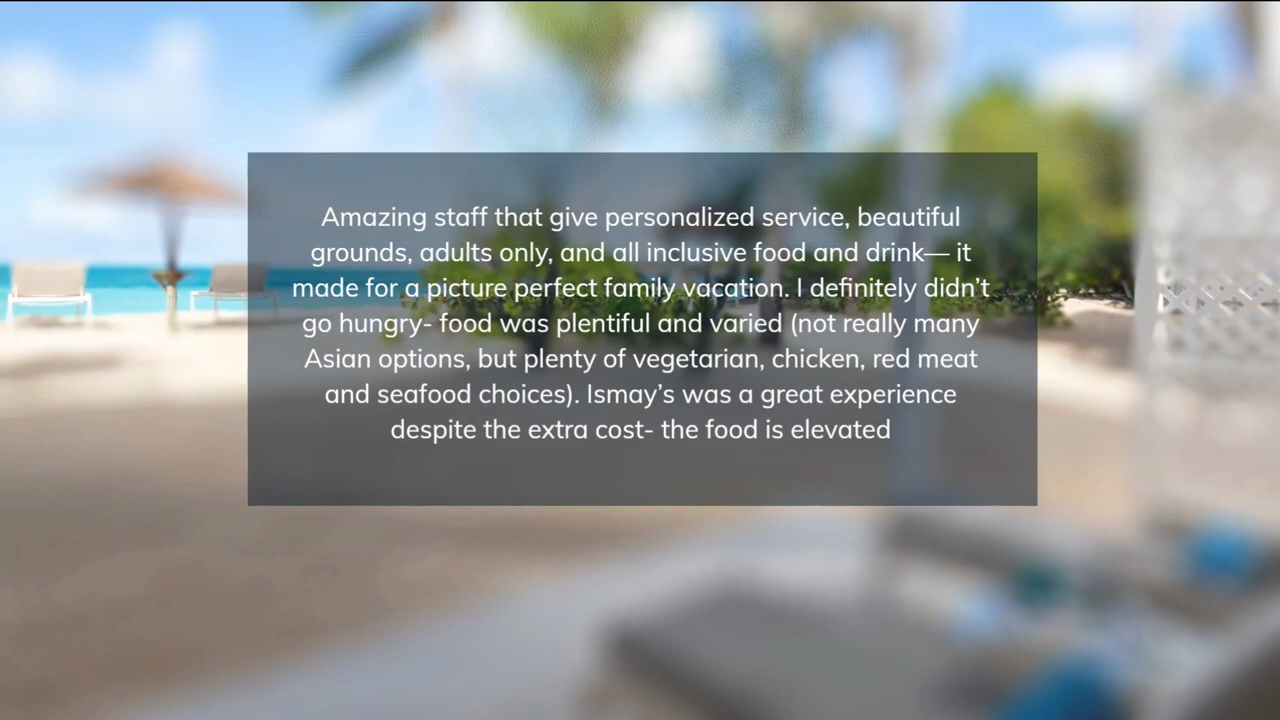 Amazing staff that give personalized service, beautiful
grounds, adults only, and all inclusive food and drink— it
made for a picture perfect family vacation. I definitely didn’t
go hungry- food was plentiful and varied (not really many
Asian options, but plenty of vegetarian, chicken, red meat
and seafood choices). Ismay’s was a great experience
despite the extra cost- the food is elevated